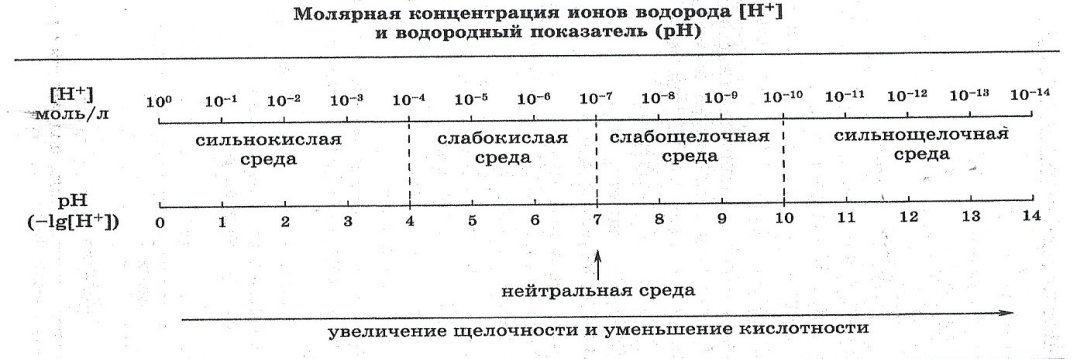 Молярная концентрация ионов водорода [H⁺]
и водородный показатель (pH)
[H⁺]
моль/л
10⁰ 10⁻¹ 10⁻² 10⁻³ 10⁻⁴ 10⁻⁵ 10⁻⁶ 10⁻⁷ 10⁻⁸ 10⁻⁹ 10⁻¹⁰ 10⁻¹¹ 10⁻¹² 10⁻¹³ 10⁻¹⁴
сильнокислая
среда
слабокислая
среда
слабощелочная
среда
сильнощелочная
среда
pH
(−lg[H⁺])
0 1 2 3 4 5 6 7 8 9 10 11 12 13 14
нейтральная среда
увеличение щелочности и уменьшение кислотности